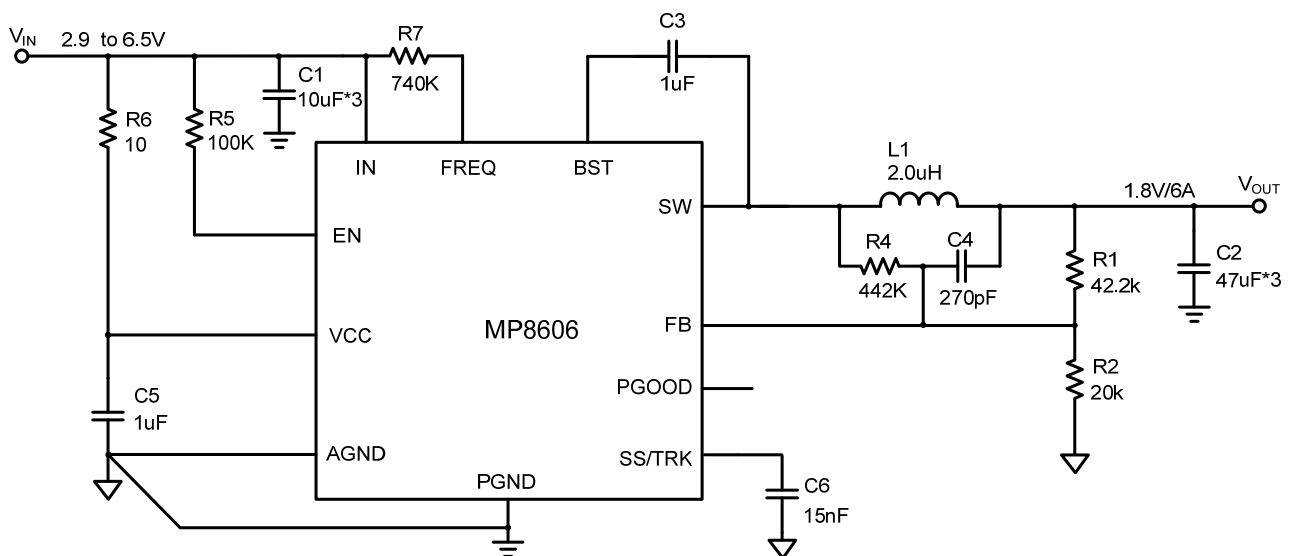 V_IN 2.9 to 6.5V
R7
740K
C3
1uF
C1
10uF*3
R6
10
R5
100K
IN
FREQ
BST
L1
2.0uH
SW
1.8V/6A
V_OUT
EN
R4
442K
C4
270pF
R1
42.2k
C2
47uF*3
VCC
MP8606
FB
C5
1uF
PGOOD
R2
20k
AGND
SS/TRK
PGND
C6
15nF